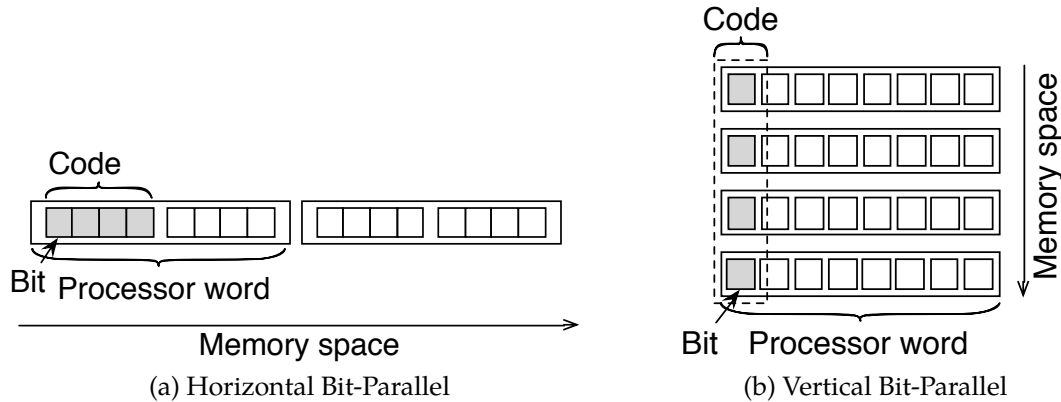 Code
Bit
Processor word
Memory space
(a) Horizontal Bit-Parallel
Code
Memory space
Bit
Processor word
(b) Vertical Bit-Parallel